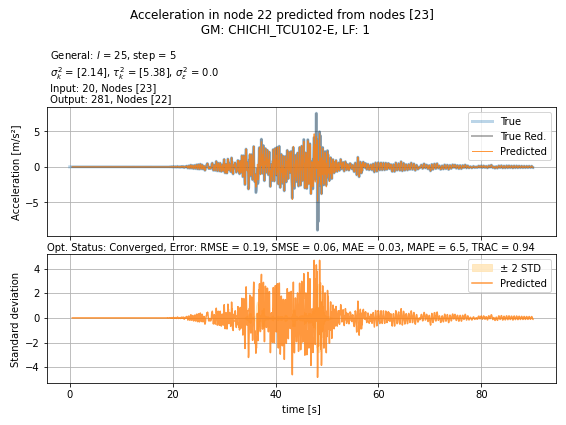 Acceleration in node 22 predicted from nodes [23]
GM: CHICHI_TCU102-E, LF: 1
General: l = 25, step = 5
σ²ₖ = [2.14], τ²ₖ = [5.38], σ²ε = 0.0
Input: 20, Nodes [23]
Output: 281, Nodes [22]
Acceleration [m/s²]
5
0
−5
True
True Red.
Predicted
Opt. Status: Converged, Error: RMSE = 0.19, SMSE = 0.06, MAE = 0.03, MAPE = 6.5, TRAC = 0.94
Standard deviation
4
2
0
−2
−4
± 2 STD
Predicted
0 20 40 60 80
time [s]